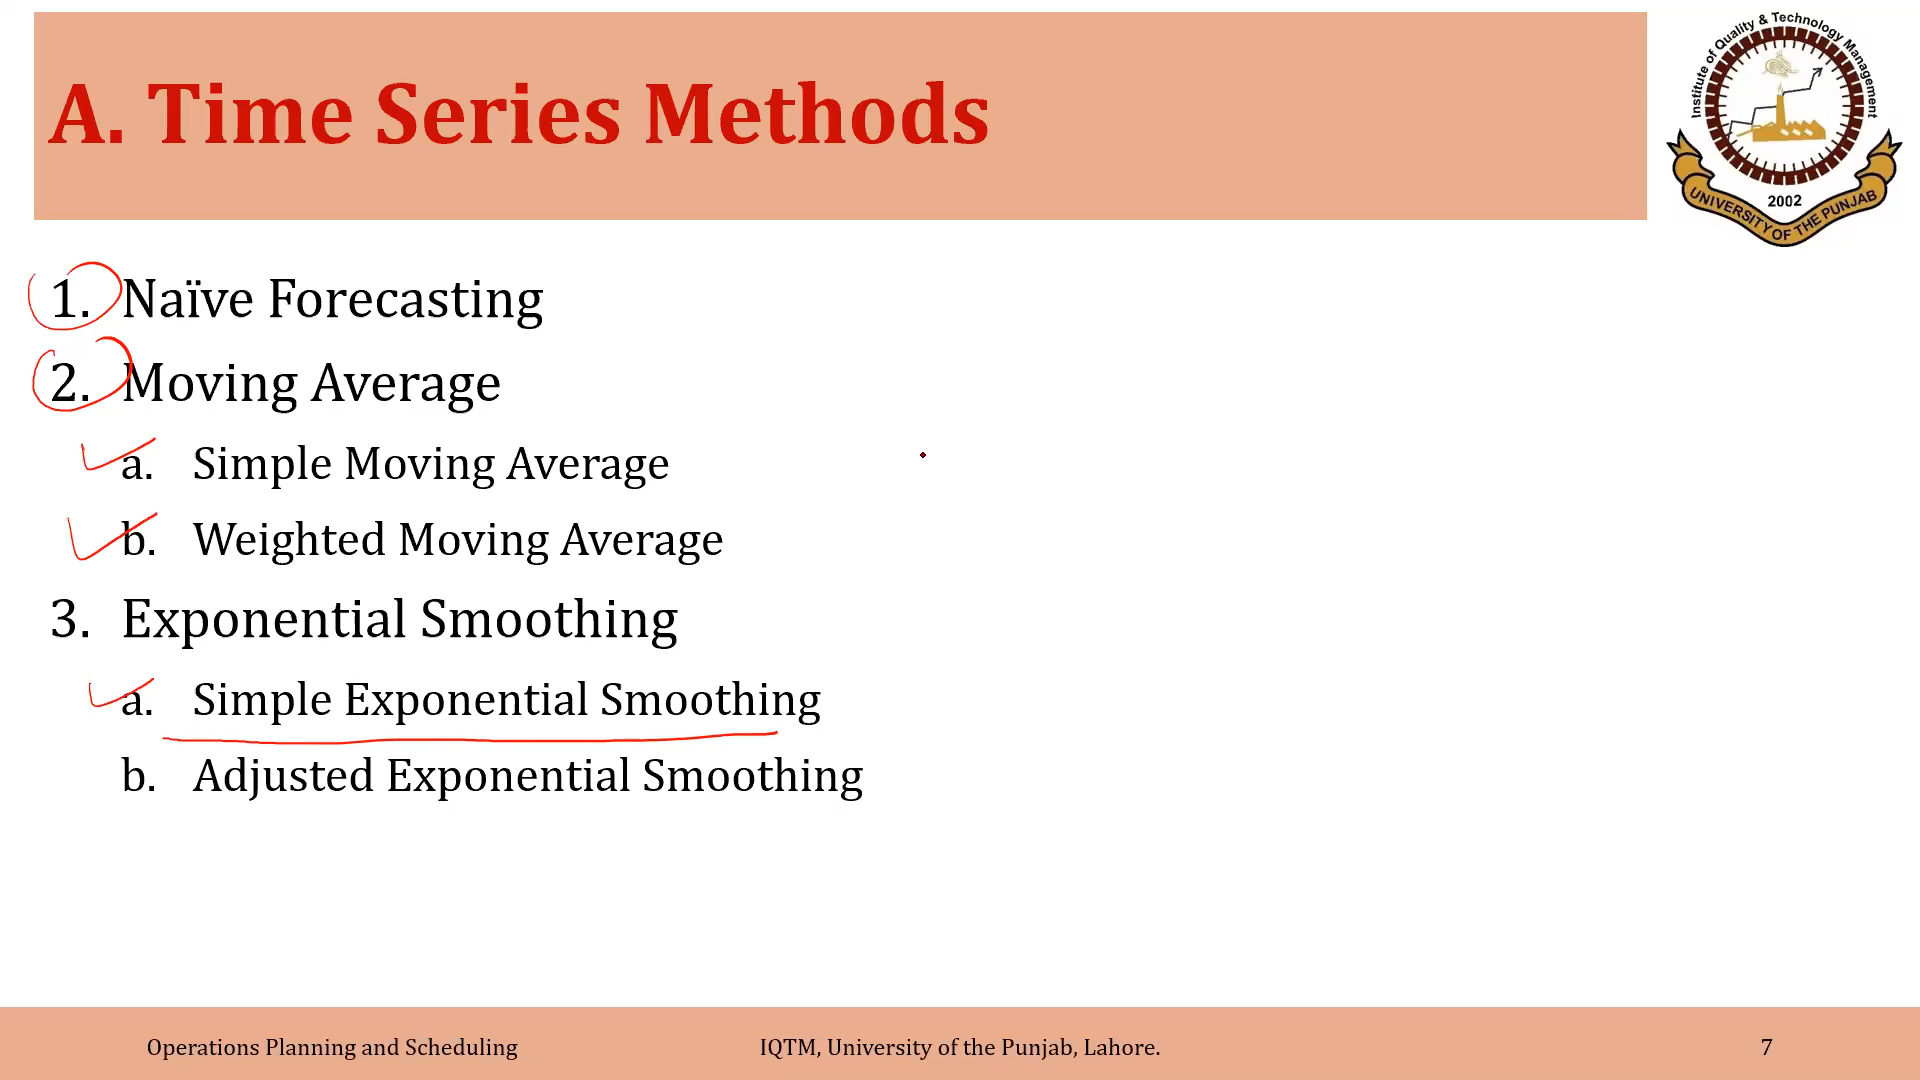 A. Time Series Methods
Institute of Quality & Technology Management
2002
UNIVERSITY OF THE PUNJAB
1. Naïve Forecasting
2. Moving Average
a. Simple Moving Average
b. Weighted Moving Average
3. Exponential Smoothing
a. Simple Exponential Smoothing
b. Adjusted Exponential Smoothing
Operations Planning and Scheduling
IQTM, University of the Punjab, Lahore.
7